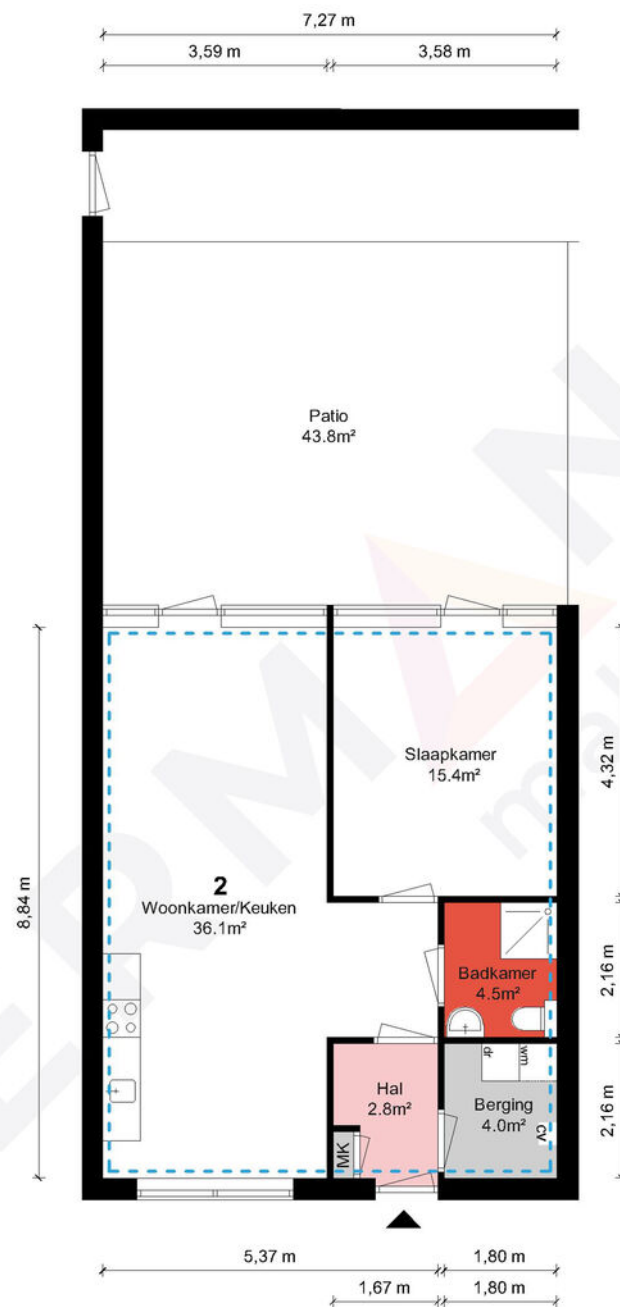 7,27 m
3,59 m
3,58 m
Patio
43.8m²
Slaapkamer
15.4m²
4,32 m
8,84 m
2
Woonkamer/Keuken
36.1m²
Badkamer
4.5m²
2,16 m
dr
wm
Hal
2.8m²
Berging
4.0m²
CV
MK
2,16 m
5,37 m
1,80 m
1,67 m
1,80 m